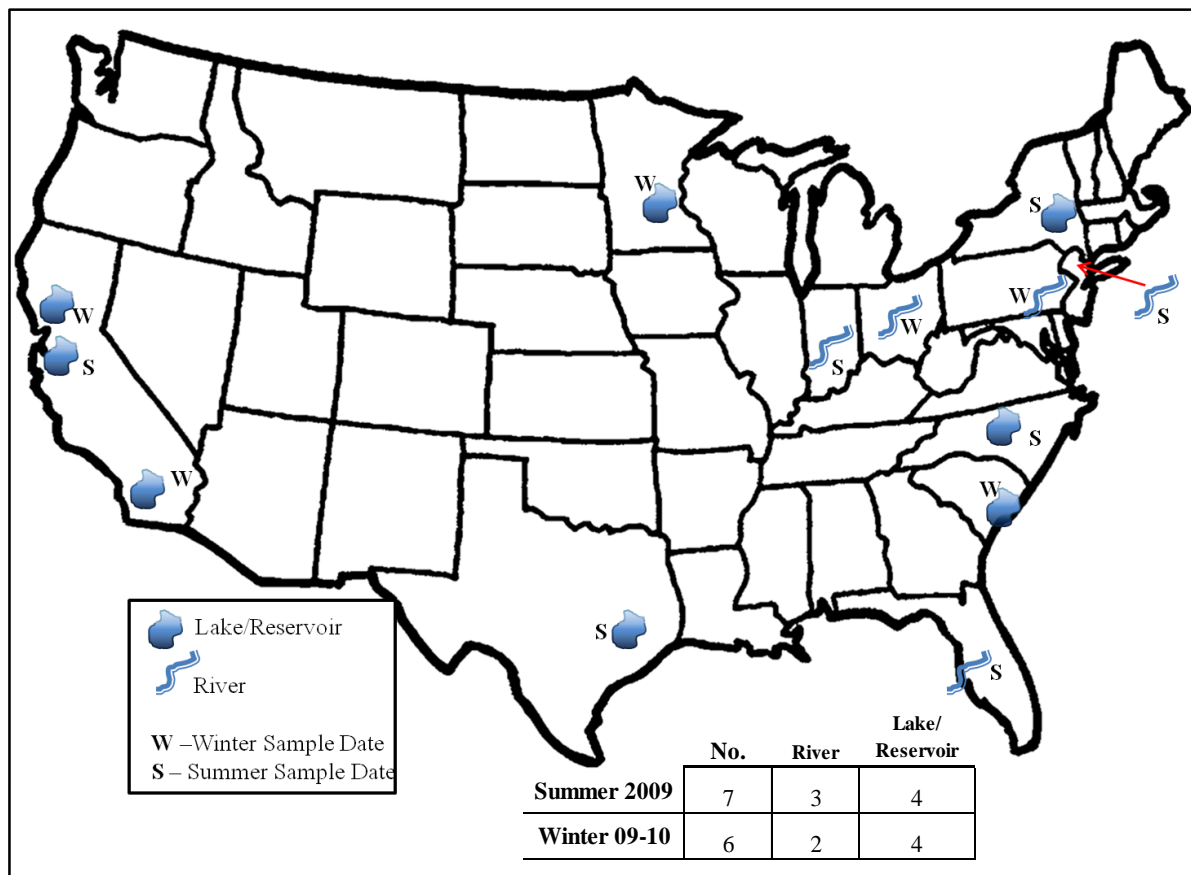 W
S
W
S
W
W
S
W
S
S
W
W
S
S
S
Lake/Reservoir
River
W –Winter Sample Date
S – Summer Sample Date
No. River Lake/
Reservoir
Summer 2009 7 3 4
Winter 09-10 6 2 4